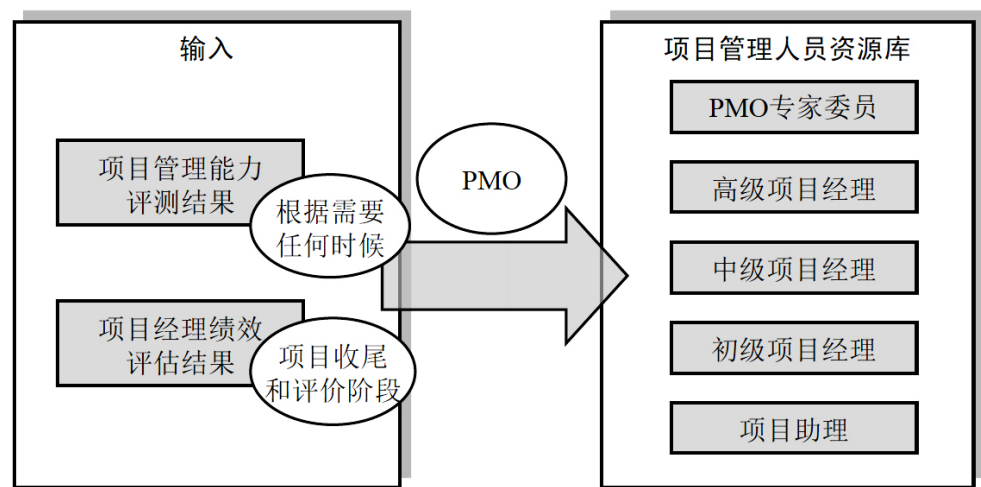 输入
项目管理能力
评测结果
根据需要
任何时候
项目经理绩效
评估结果
项目收尾
和评价阶段
PMO
项目管理人员资源库
PMO专家委员
高级项目经理
中级项目经理
初级项目经理
项目助理